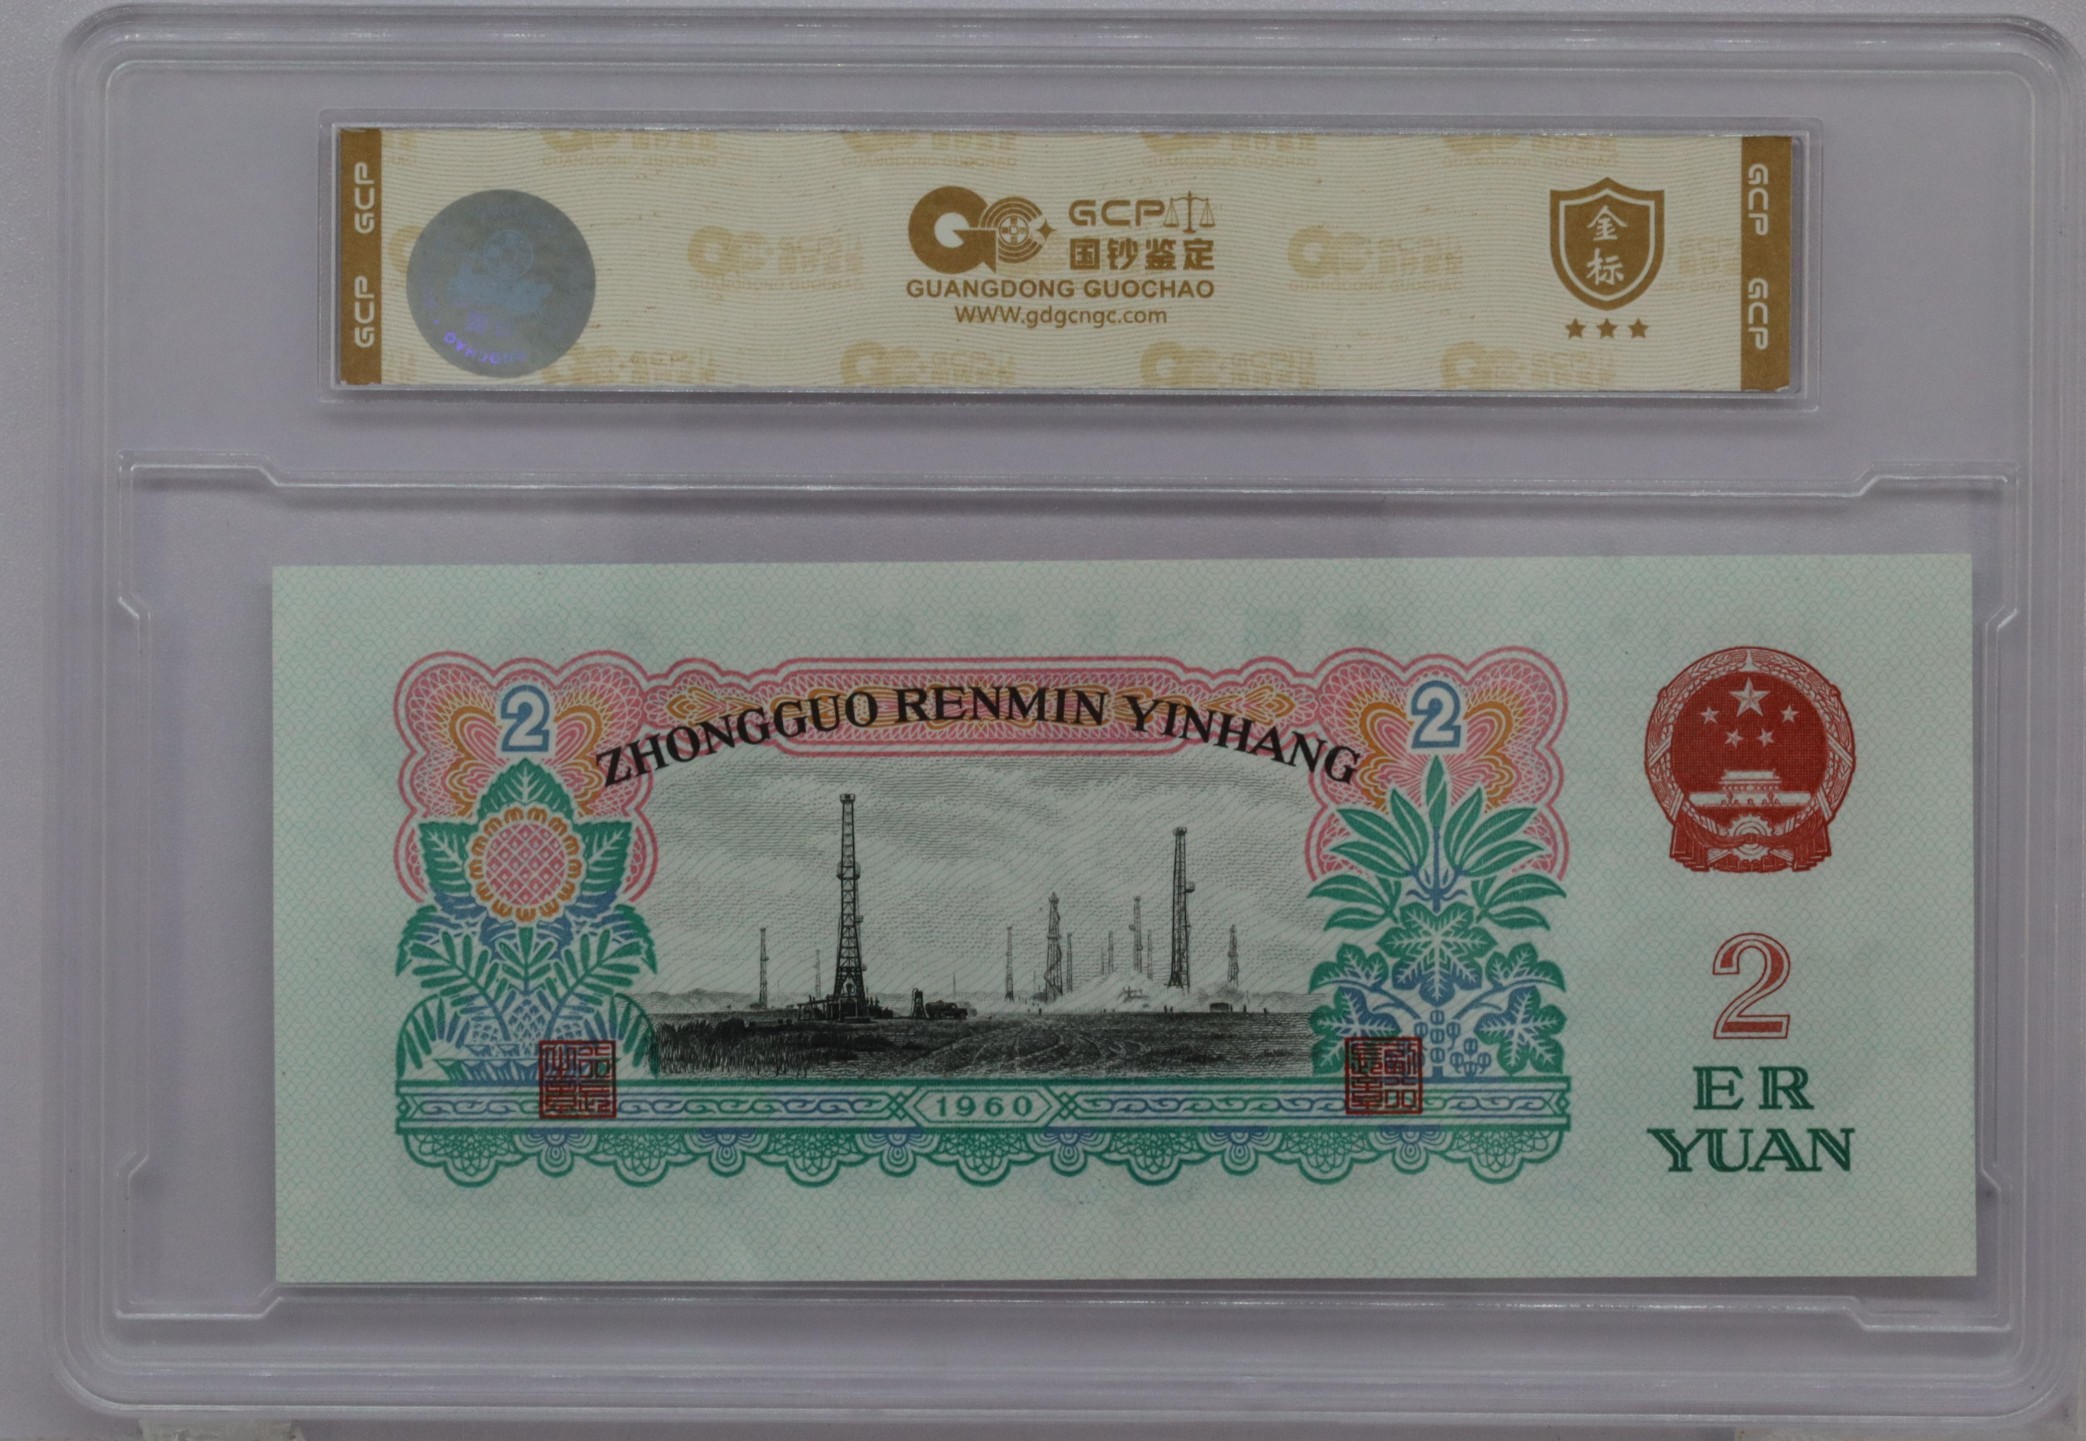 GCP
GCP
GCP
国钞鉴定
GUANGDONG GUOCHAO
WWW.gdgcngc.com
金
标
GCP
GCP
2
ZHONGGUO RENMIN YINHANG
2
1960
2
ER
YUAN